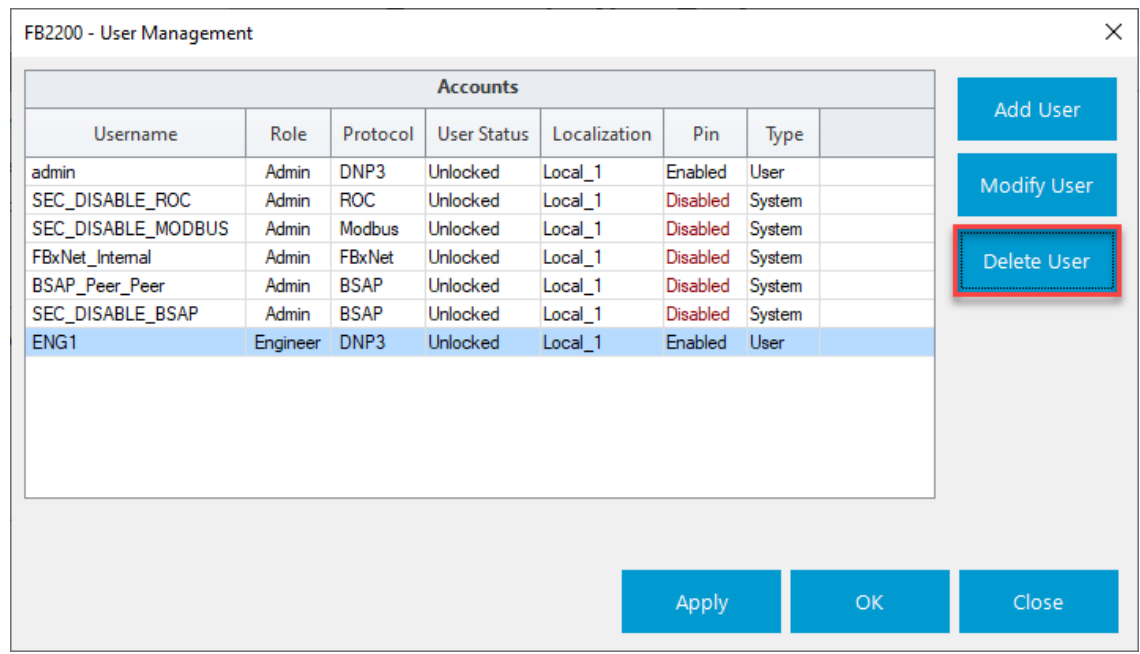 FB2200 - User Management
Accounts
Username Role Protocol User Status Localization Pin Type
admin Admin DNP3 Unlocked Local_1 Enabled User
SEC_DISABLE_ROC Admin ROC Unlocked Local_1 Disabled System
SEC_DISABLE_MODBUS Admin Modbus Unlocked Local_1 Disabled System
FBxNet_Internal Admin FBxNet Unlocked Local_1 Disabled System
BSAP_Peer_Peer Admin BSAP Unlocked Local_1 Disabled System
SEC_DISABLE_BSAP Admin BSAP Unlocked Local_1 Disabled System
ENG1 Engineer DNP3 Unlocked Local_1 Enabled User
Add User
Modify User
Delete User
Apply OK Close